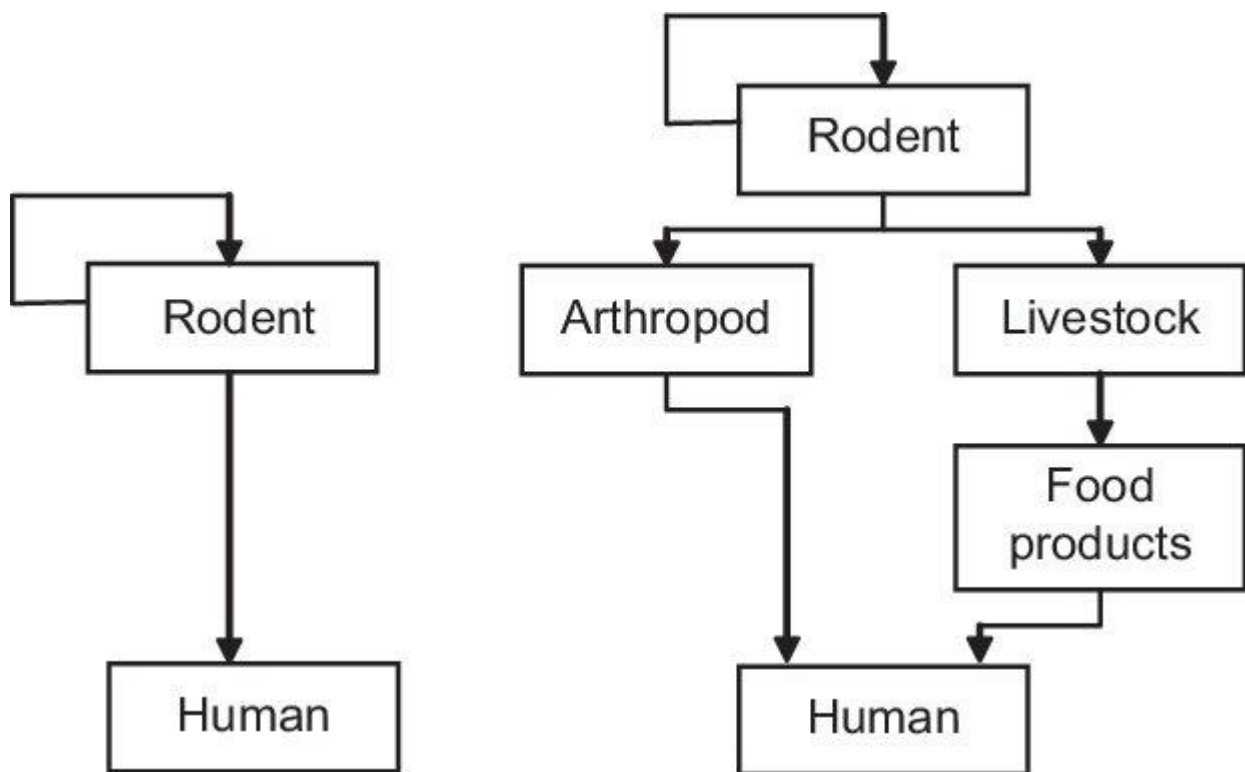 Rodent
Human
Rodent
Arthropod
Livestock
Food
products
Human